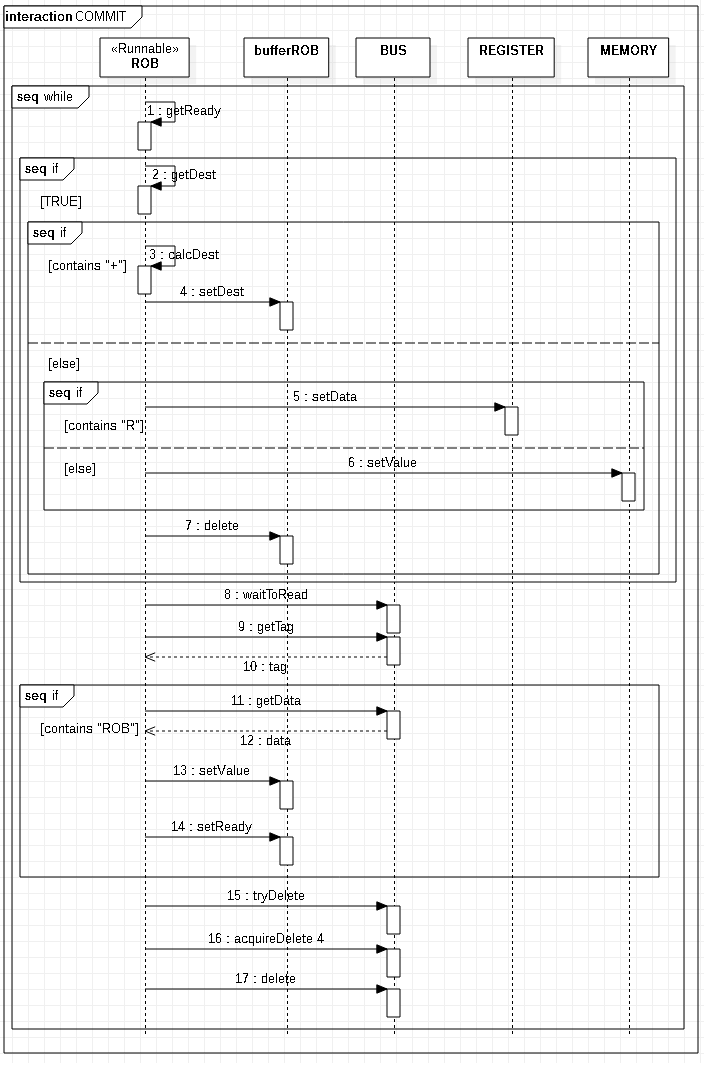 interaction COMMIT
«Runnable»
ROB
bufferROB
BUS
REGISTER
MEMORY
seq while
1 : getReady
seq if
2 : getDest
[TRUE]
seq if
3 : calcDest
[contains "+"]
4 : setDest
[else]
seq if
5 : setData
[contains "R"]
[else]
6 : setValue
7 : delete
8 : waitToRead
9 : getTag
10 : tag
seq if
11 : getData
[contains "ROB"]
12 : data
13 : setValue
14 : setReady
15 : tryDelete
16 : acquireDelete 4
17 : delete